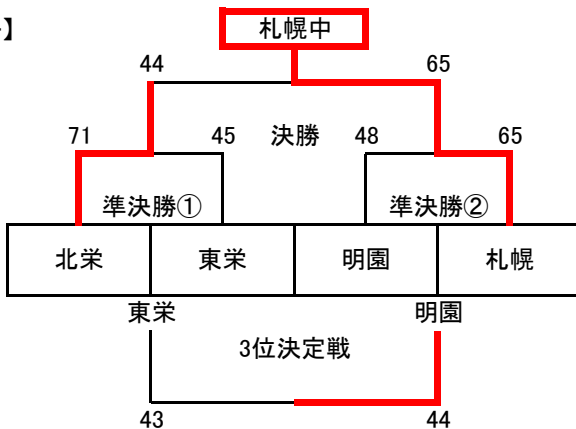 】
札幌中
44 65
71 45 決勝 48 65
準決勝① 準決勝②
北栄 東栄 明園 札幌
東栄 明園
3位決定戦
43 44